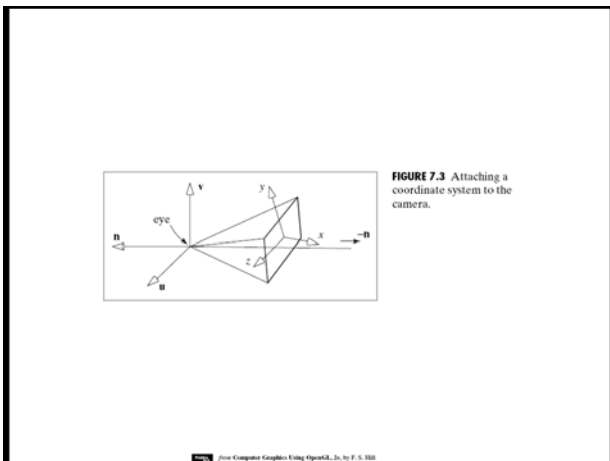 FIGURE 7.3 Attaching a
coordinate system to the
camera.
v
y
eye
n
x
–n
z
u
from Computer Graphics Using OpenGL, 2e, by F. S. Hill